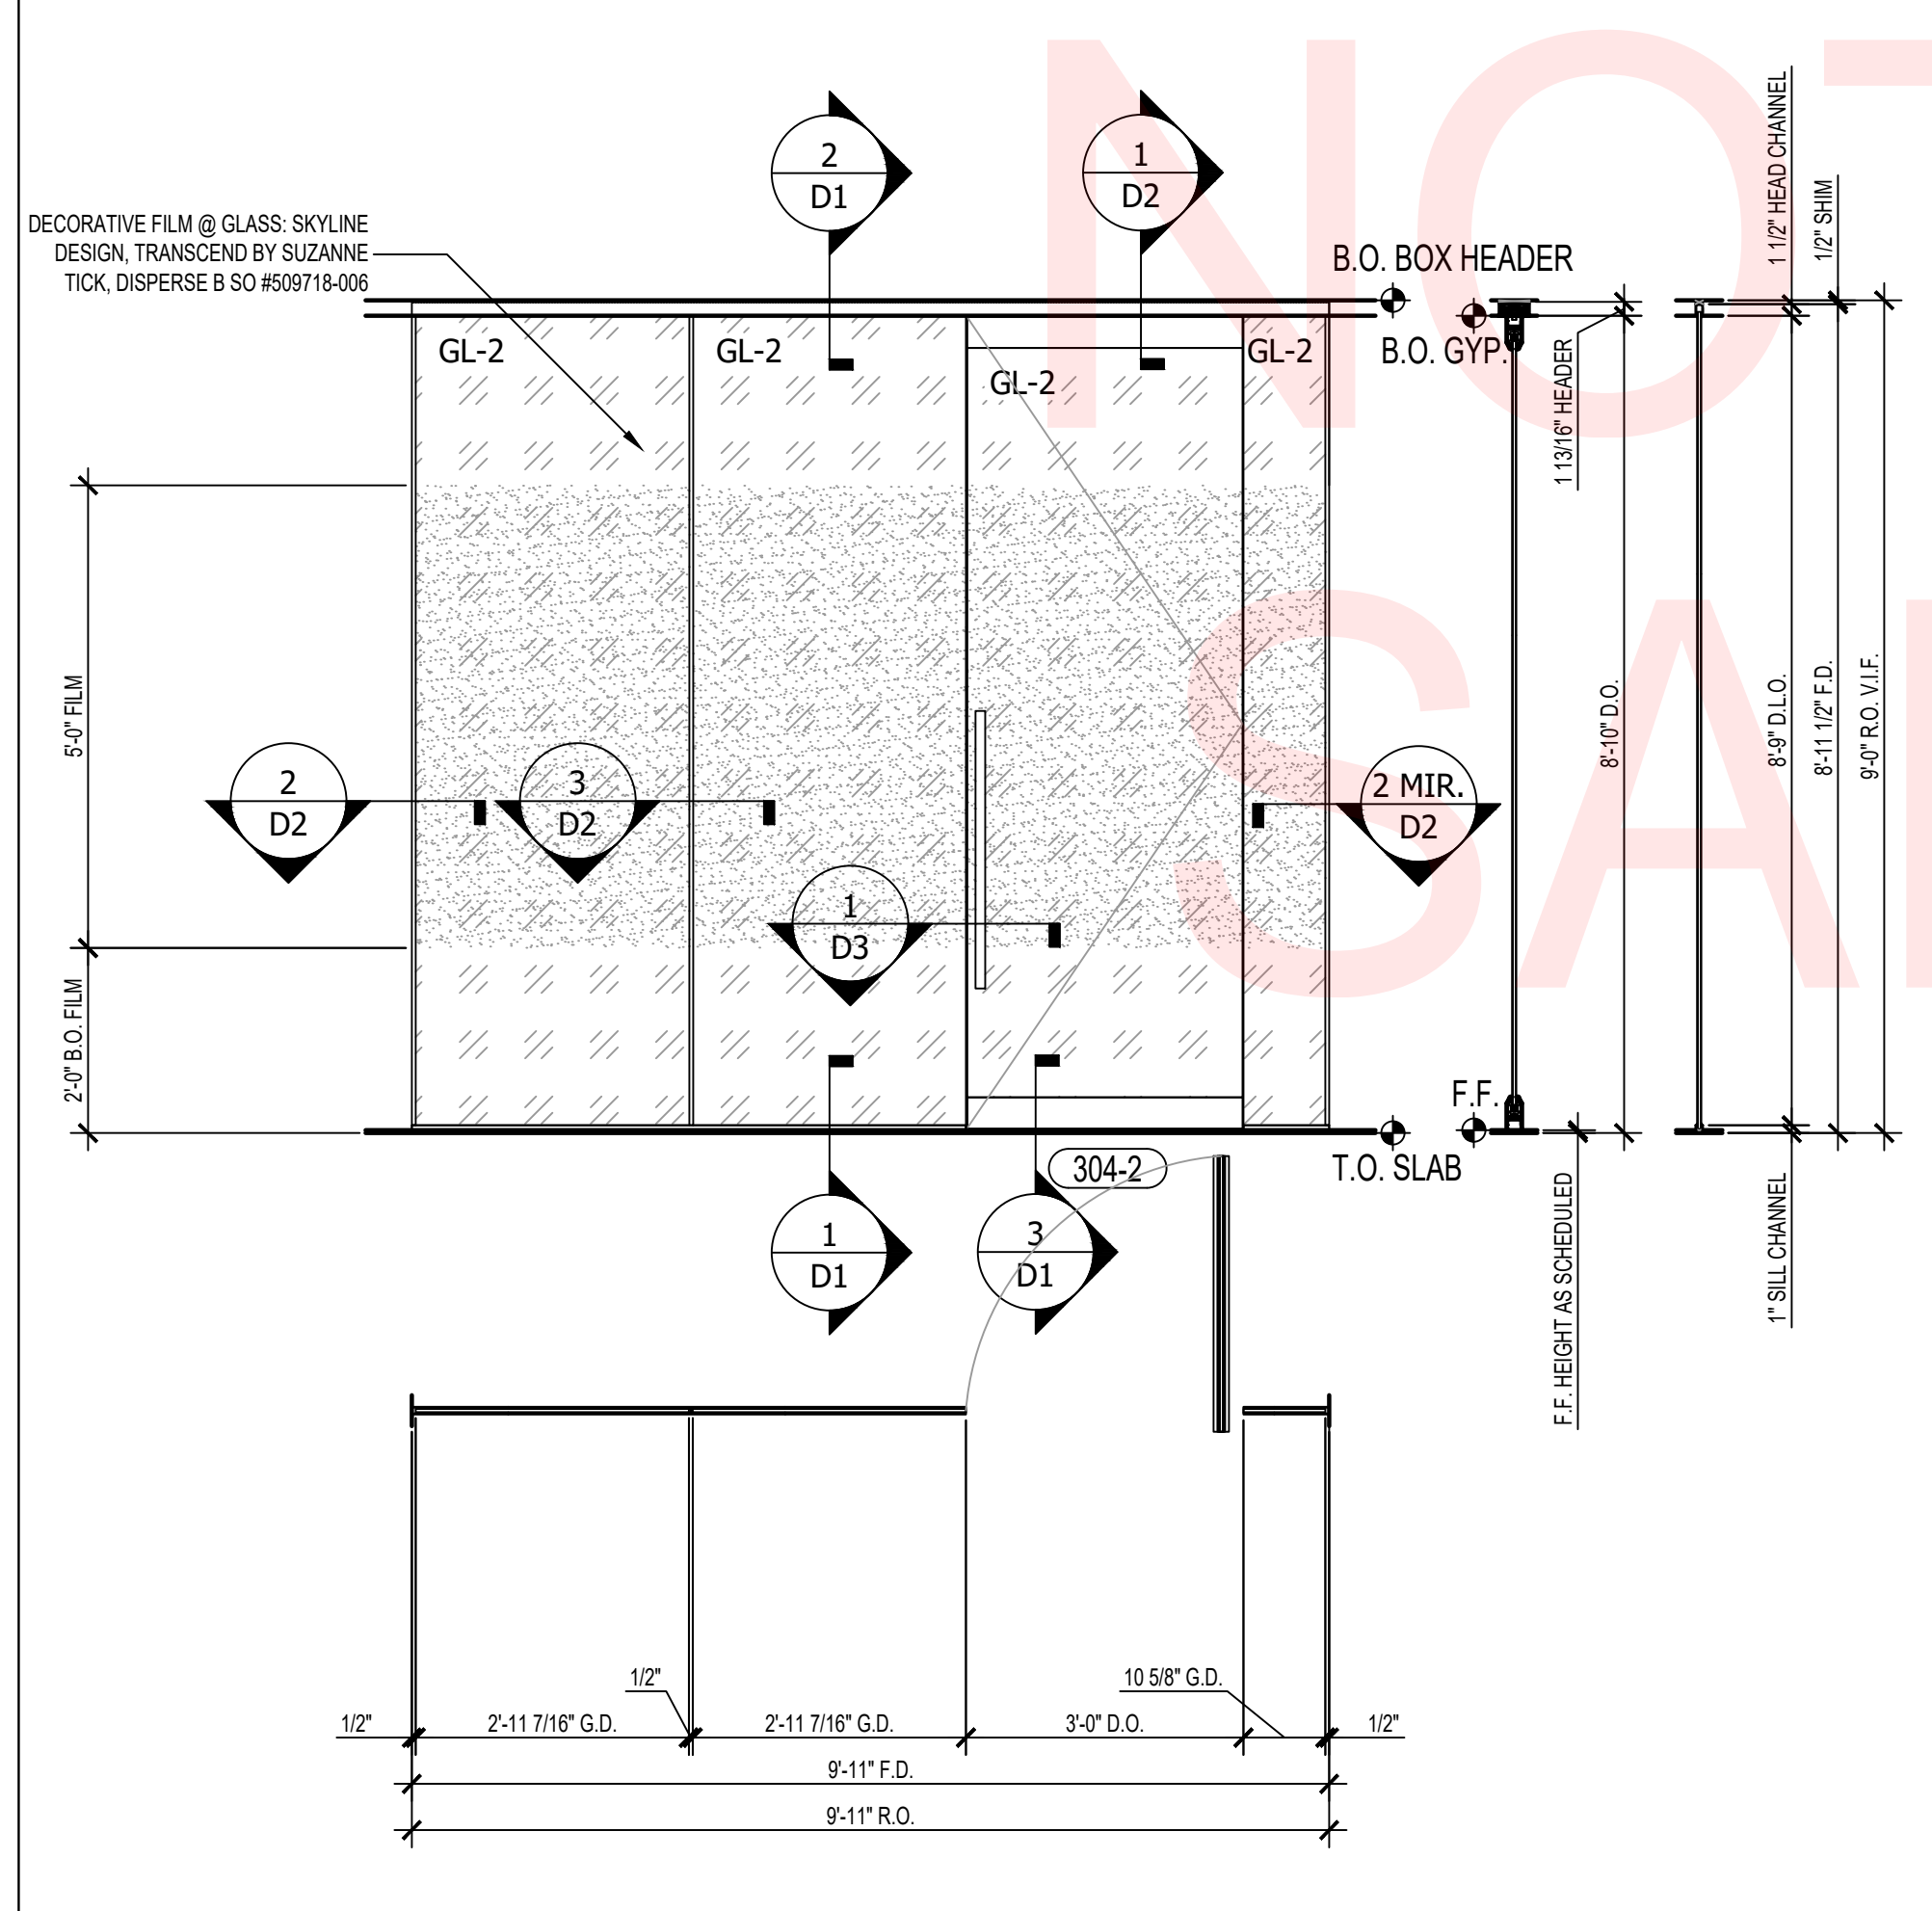 NOT
SA
2
D1
1
D2
DECORATIVE FILM @ GLASS: SKYLINE
DESIGN, TRANSCEND BY SUZANNE
TICK, DISPERSE B SO #509718-006
B.O. BOX HEADER
B.O. GYP.
1 1/2" HEAD CHANNEL
1/2" SHIM
1 13/16" HEADER
GL-2
GL-2
GL-2
GL-2
5'-0" FILM
2'-0" B.O. FILM
2
D2
3
D2
1
D3
2 MIR.
D2
8'-10" D.O.
8'-9" D.L.O.
8'-11 1/2" F.D.
9'-0" R.O. V.I.F.
F.F.
T.O. SLAB
304-2
1
D1
3
D1
F.F. HEIGHT AS SCHEDULED
1" SILL CHANNEL
1/2"
10 5/8" G.D.
1/2"
2'-11 7/16" G.D.
2'-11 7/16" G.D.
3'-0" D.O.
1/2"
9'-11" F.D.
9'-11" R.O.